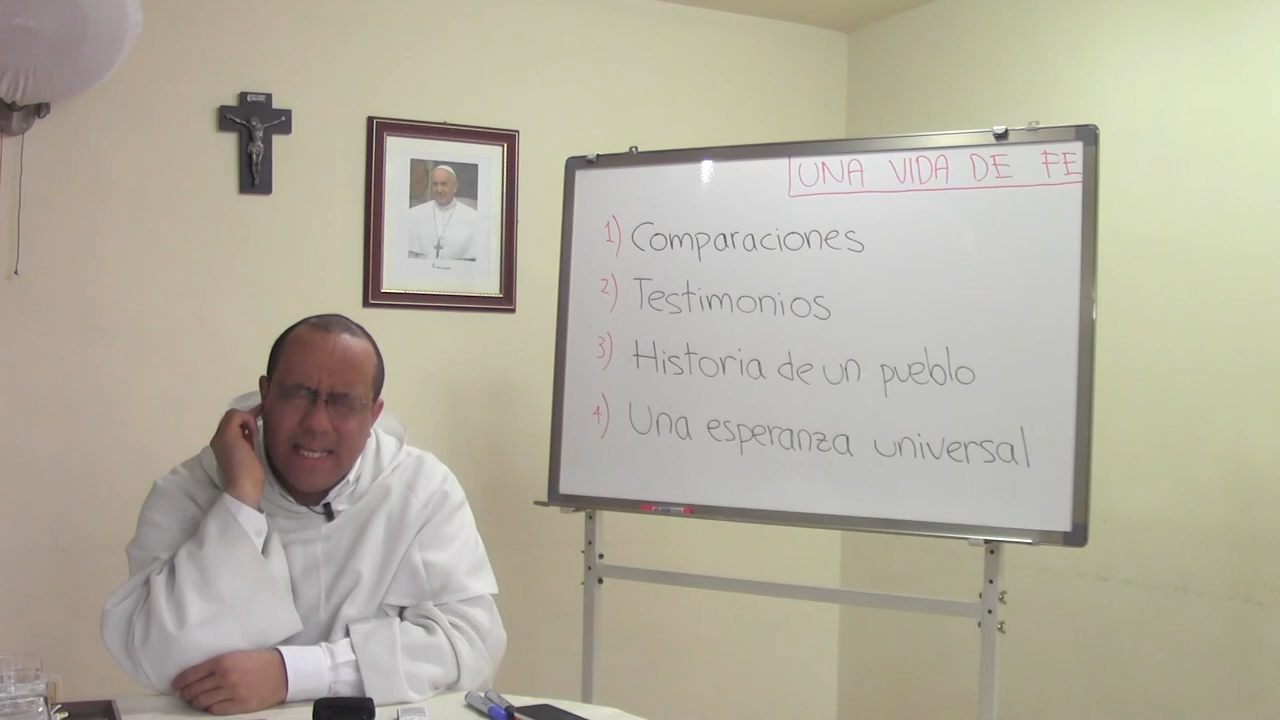 UNA VIDA DE FE
1) Comparaciones
2) Testimonios
3) Historia de un pueblo
4) Una esperanza universal